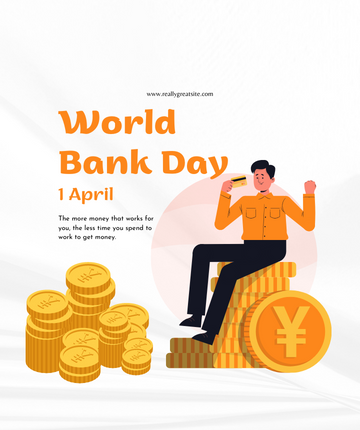 www.reallygreatsite.com
World
Bank Day
1 April
The more money that works for
you, the less time you spend to
work to get money.
¥